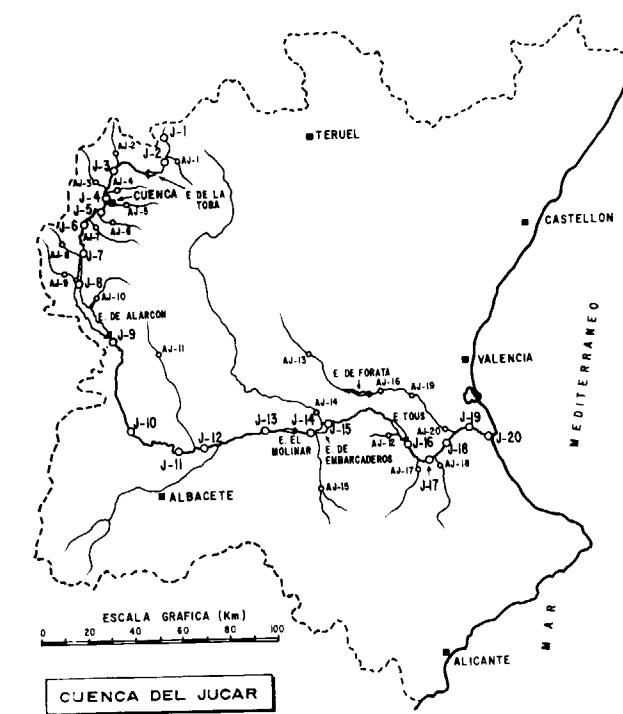 J-1
AJ-2
J-2
AJ-1
TERUEL
J-3
AJ-3
AJ-4
J-4
CUENCA
E DE LA
TOBA
J-5
AJ-5
J-6
AJ-6
AJ-7
CASTELLON
AJ-8
J-7
AJ-9
J-8
AJ-10
E. DE ALARCON
J-9
AJ-11
AJ-13
E DE FORATA
AJ-16
AJ-19
VALENCIA
MEDITERRANEO
J-10
J-11
J-12
J-13
AJ-14
J-14
J-15
E. EL
MOLINAR
E. DE
EMBARCADEROS
E. TOUS
AJ-12
J-16
AJ-20
J-19
J-20
J-18
AJ-17
J-17
AJ-18
AJ-15
ALBACETE
MAR
ALICANTE
ESCALA GRAFICA (Km)
0 20 40 60 80 100
CUENCA DEL JUCAR